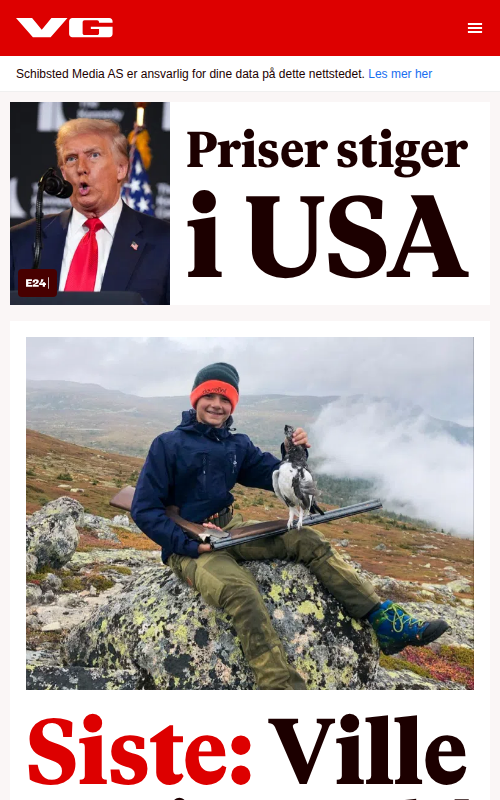 VG
Schibsted Media AS er ansvarlig for dine data på dette nettstedet. Les mer her
Priser stiger
i USA
E24
Siste: Ville